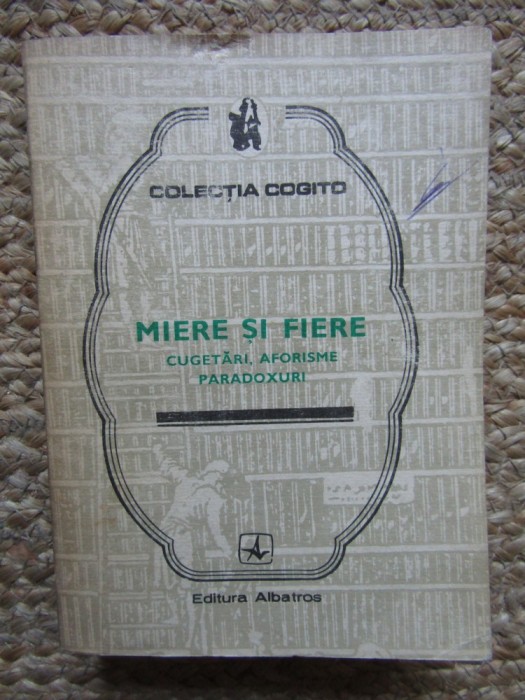 COLECȚIA COGITO
MIERE ȘI FIERE
CUGETĂRI, AFORISME
PARADOXURI
Editura Albatros